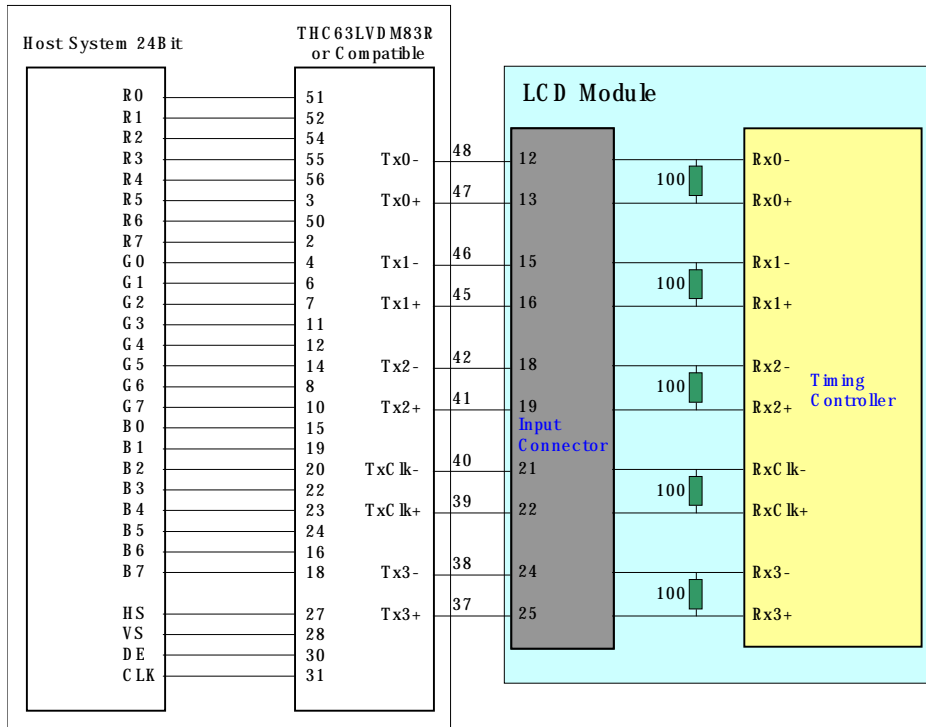 Host System 24Bit
THC63LVDM83R
or Compatible
LCD Module
R0 51
R1 52
R2 54
R3 55
R4 56
R5 3
R6 50
R7 2
G0 4
G1 6
G2 7
G3 11
G4 12
G5 14
G6 8
G7 10
B0 15
B1 19
B2 20
B3 22
B4 23
B5 24
B6 16
B7 18
HS 27
VS 28
DE 30
CLK 31
Tx0- 48 12 Rx0-
100
Tx0+ 47 13 Rx0+
Tx1- 46 15 Rx1-
100
Tx1+ 45 16 Rx1+
Tx2- 42 18 Rx2-
100
Tx2+ 41 19 Rx2+
Input
Connector
Timing
Controller
TxClk- 40 21 RxClk-
100
TxClk+ 39 22 RxClk+
Tx3- 38 24 Rx3-
100
Tx3+ 37 25 Rx3+